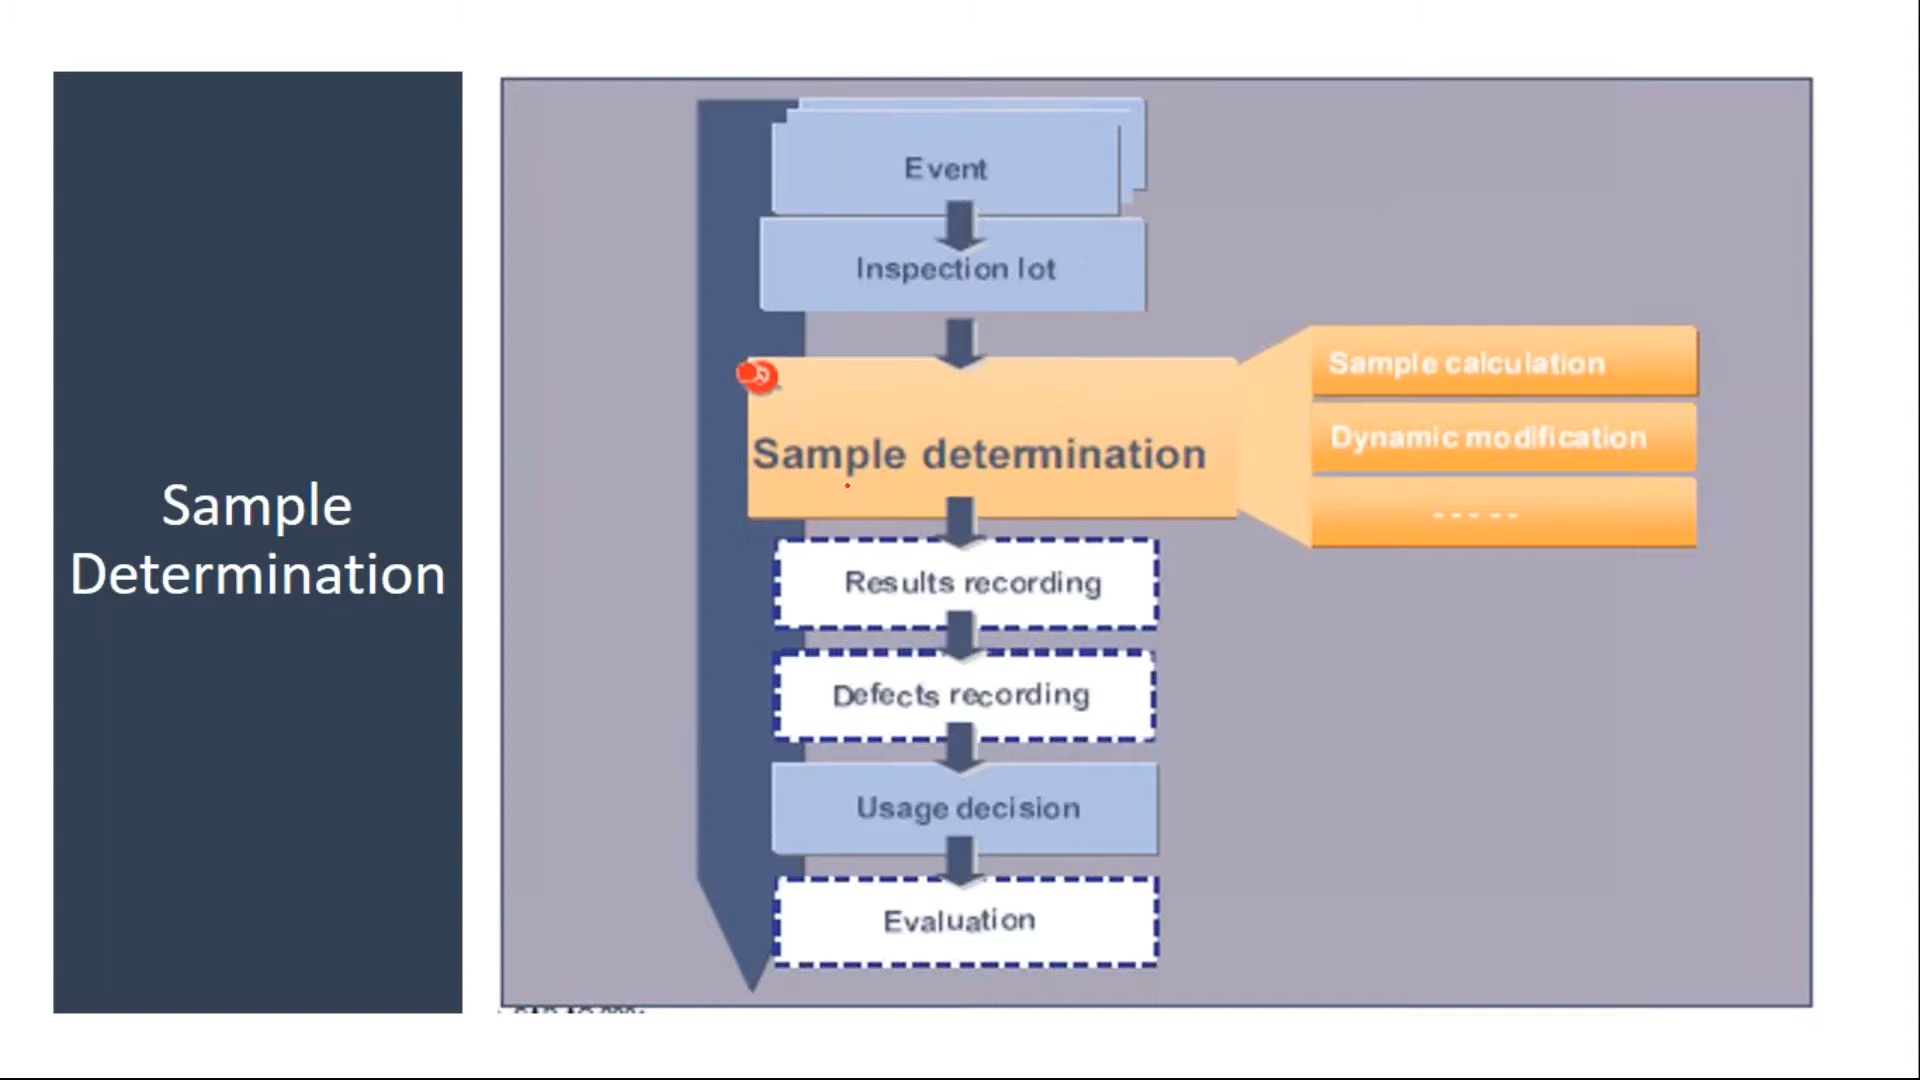 Sample
Determination
Event
Inspection lot
Sample determination
Sample calculation
Dynamic modification
-----
Results recording
Defects recording
Usage decision
Evaluation